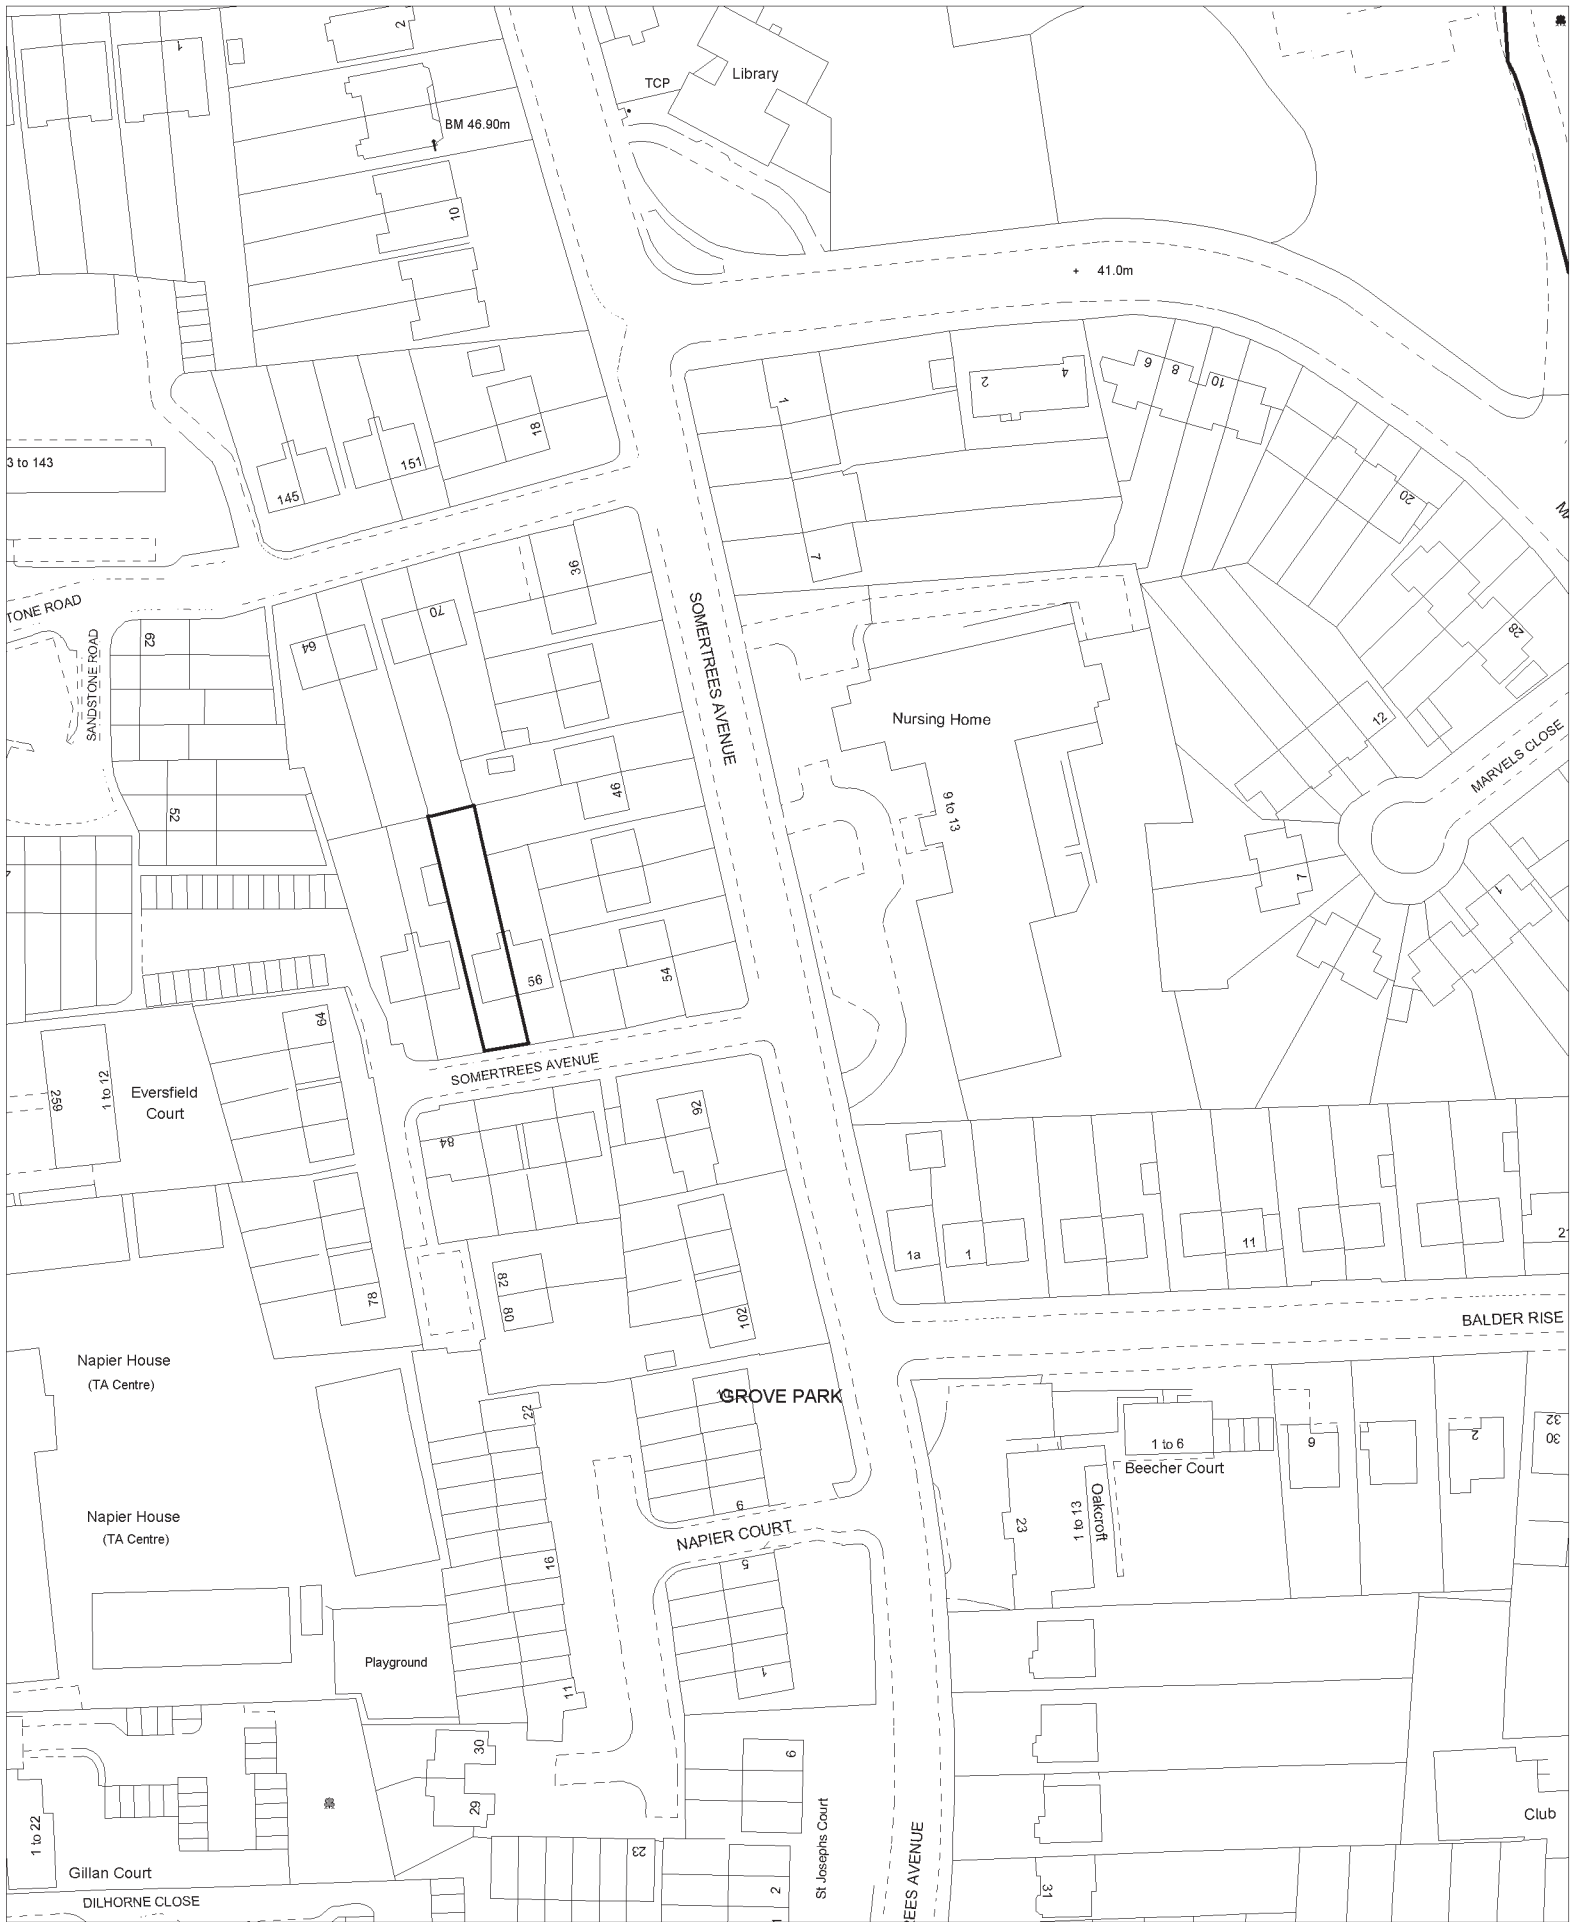 1
2
TCP
Library
BM 46.90m
10
41.0m
1
2
4
6
8
10
18
151
145
3 to 143
20
7
36
TONE ROAD
SANDSTONE ROAD
62
64
70
SOMERTREES AVENUE
28
Nursing Home
12
MARVELS CLOSE
46
52
9 to 13
7
1
56
54
64
SOMERTREES AVENUE
259
1 to 12
Eversfield
Court
84
92
1a
1
11
21
82
80
78
102
BALDER RISE
Napier House
(TA Centre)
GROVE PARK
22
1 to 6
Beecher Court
6
2
32
30
9
23
1 to 13
Oakcroft
Napier House
(TA Centre)
NAPIER COURT
5
16
Playground
1
11
30
29
6
1 to 22
Gillan Court
St Josephs Court
Club
23
2
31
DILHORNE CLOSE
REES AVENUE